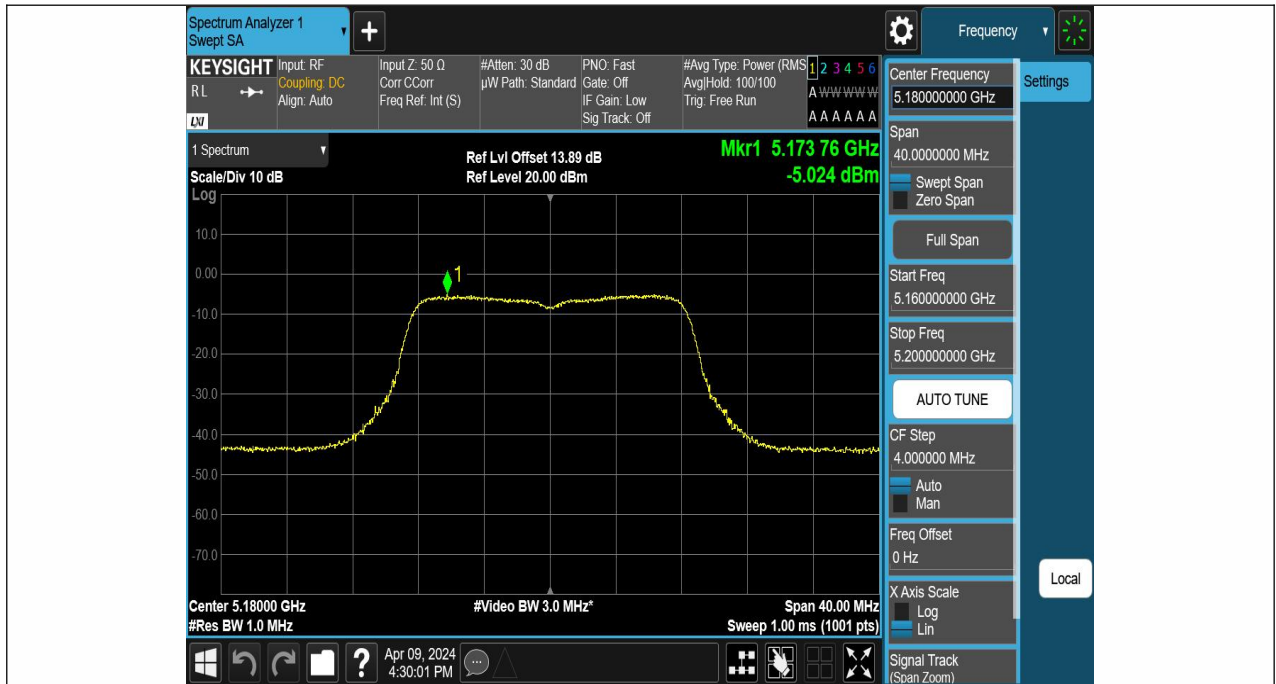 Spectrum Analyzer 1
Swept SA
+
Frequency
KEYSIGHT
R L
LXI
Input: RF
Coupling: DC
Align: Auto
Input Z: 50 Ω
Corr CCorr
Freq Ref: Int (S)
#Atten: 30 dB
µW Path: Standard
PNO: Fast
Gate: Off
IF Gain: Low
Sig Track: Off
#Avg Type: Power (RMS
Avg|Hold: 100/100
Trig: Free Run
1 2 3 4 5 6
A W W W W W
A A A A A A
1 Spectrum
Scale/Div 10 dB
Ref Lvl Offset 13.89 dB
Ref Level 20.00 dBm
Mkr1 5.173 76 GHz
-5.024 dBm
Log
10.0
0.00
-10.0
-20.0
-30.0
-40.0
-50.0
-60.0
-70.0
1
Center 5.18000 GHz
#Res BW 1.0 MHz
#Video BW 3.0 MHz*
Span 40.00 MHz
Sweep 1.00 ms (1001 pts)
Center Frequency
5.180000000 GHz
Settings
Span
40.0000000 MHz
Swept Span
Zero Span
Full Span
Start Freq
5.160000000 GHz
Stop Freq
5.200000000 GHz
AUTO TUNE
CF Step
4.000000 MHz
Auto
Man
Freq Offset
0 Hz
X Axis Scale
Log
Lin
Local
Signal Track
(Span Zoom)
?
Apr 09, 2024
4:30:01 PM